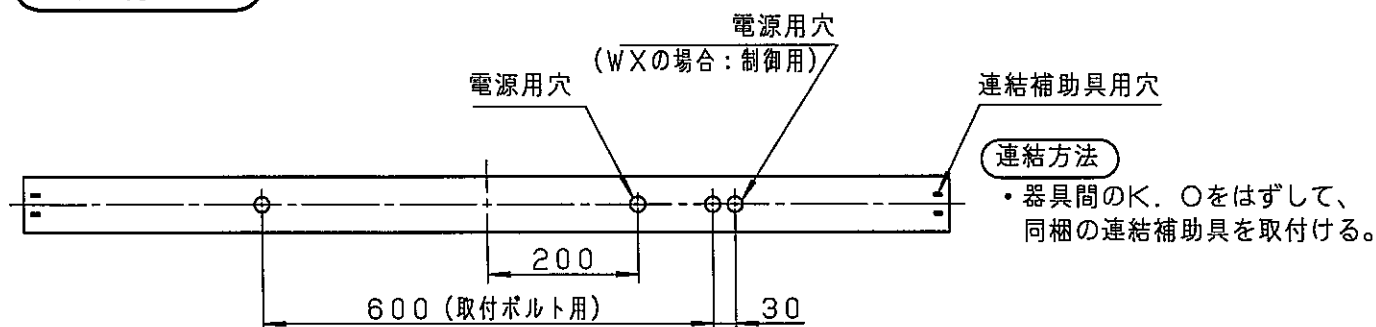 電源用穴
(WXの場合:制御用)
電源用穴
連結補助具用穴
連結方法
・器具間のK.Oをはずして、
同梱の連結補助具を取付ける。
200
600(取付ボルト用)
30